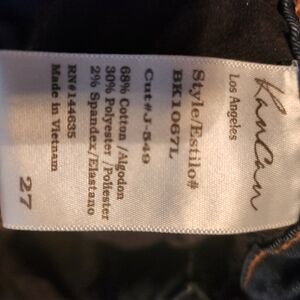 KanCan
Los Angeles
Style/Estilo#
BK1067L
Cut#J-549
68% Cotton /Algodon
30% Polyester /Poliester
2% Spandex/Elastano
RN#144635
Made in Vietnam
27